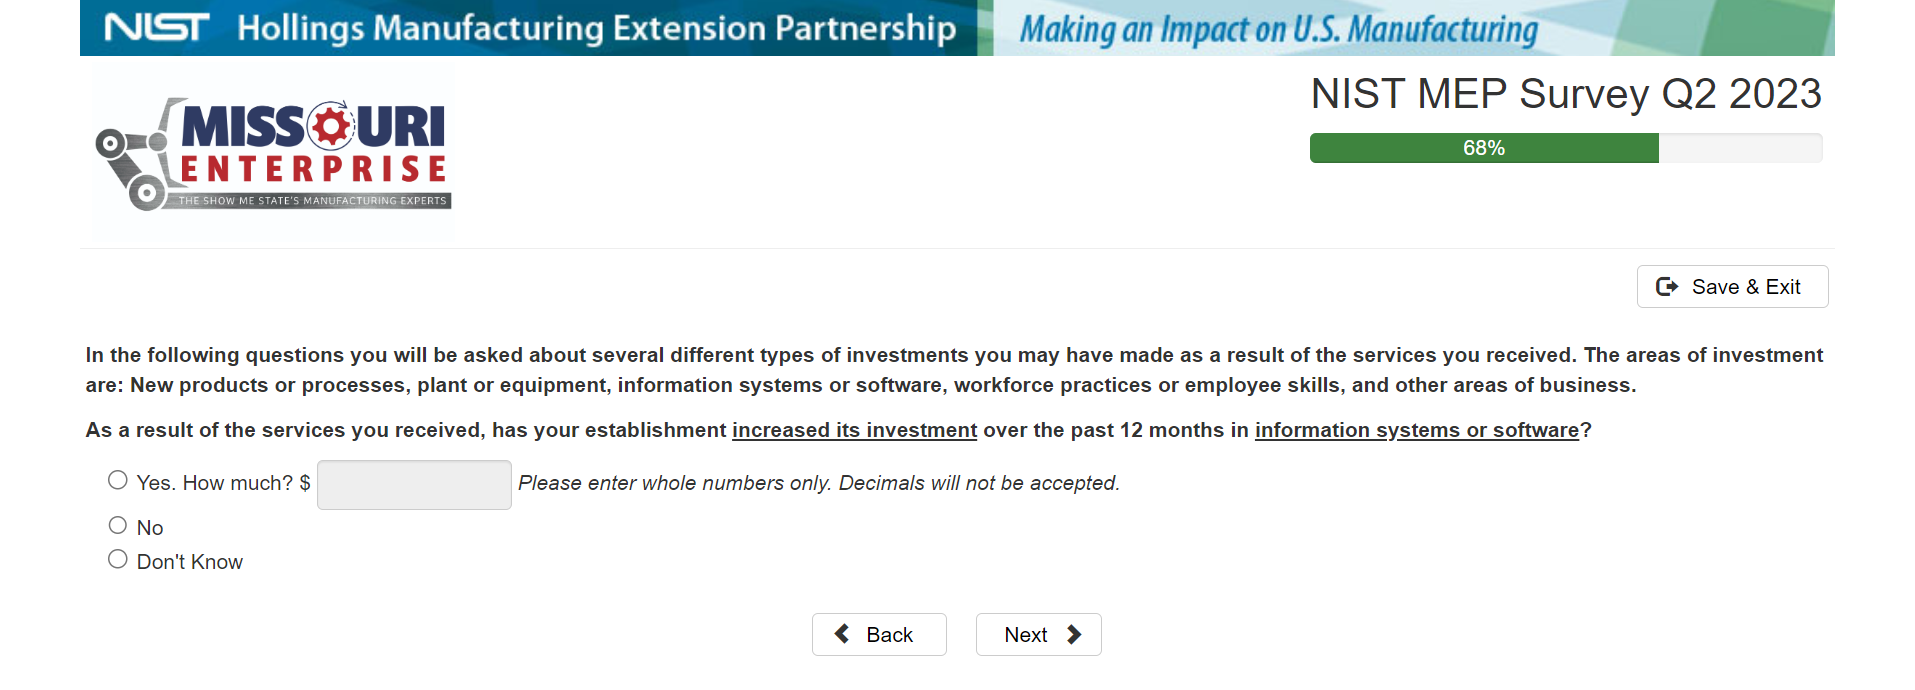 NIST Hollings Manufacturing Extension Partnership Making an Impact on U.S. Manufacturing
MISSOURI
ENTERPRISE
THE SHOW ME STATE'S MANUFACTURING EXPERTS
NIST MEP Survey Q2 2023
68%
Save & Exit
In the following questions you will be asked about several different types of investments you may have made as a result of the services you received. The areas of investment
are: New products or processes, plant or equipment, information systems or software, workforce practices or employee skills, and other areas of business.
As a result of the services you received, has your establishment increased its investment over the past 12 months in information systems or software?
Yes. How much? $ Please enter whole numbers only. Decimals will not be accepted.
No
Don't Know
Back Next